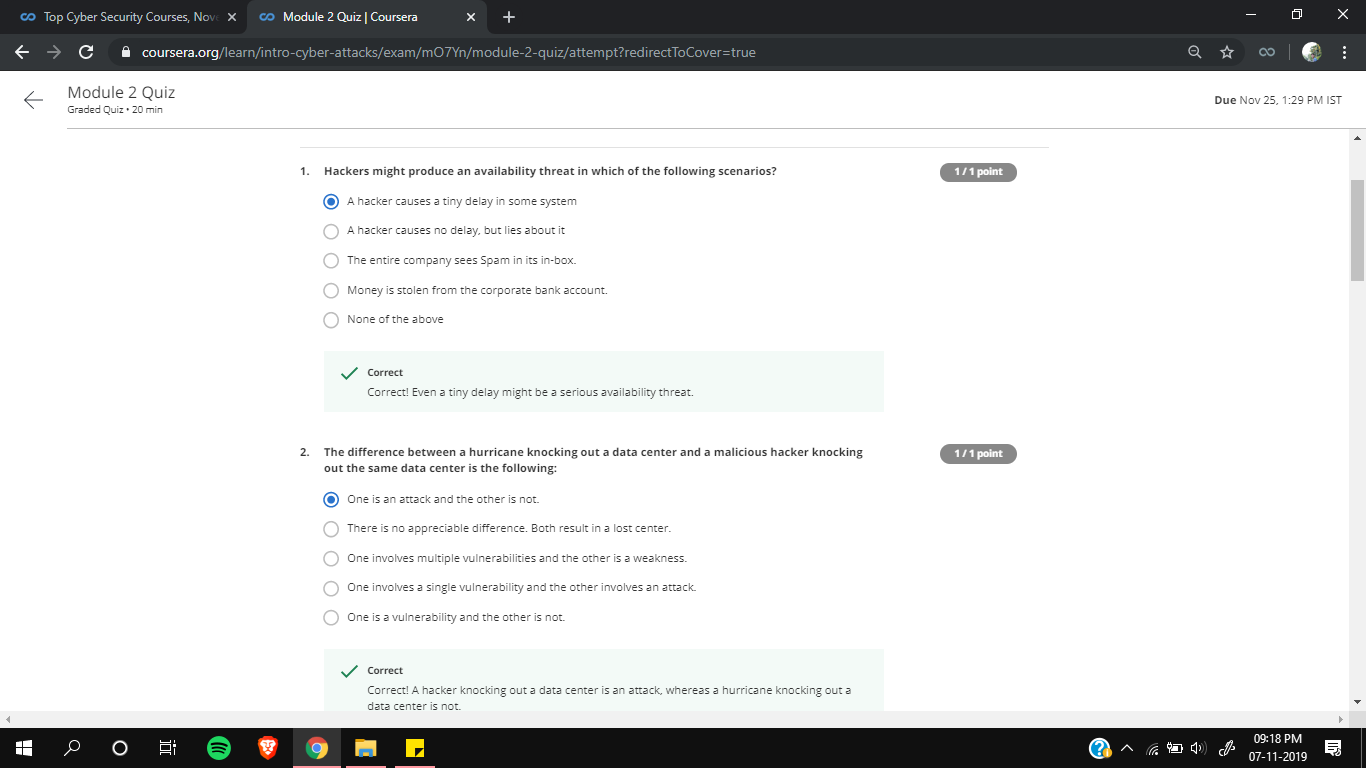 Top Cyber Security Courses, Nov
Module 2 Quiz | Coursera
coursera.org/learn/intro-cyber-attacks/exam/mO7Yn/module-2-quiz/attempt?redirectToCover=true
Module 2 Quiz
Graded Quiz • 20 min
Due Nov 25, 1:29 PM IST
1. Hackers might produce an availability threat in which of the following scenarios?
1 / 1 point
A hacker causes a tiny delay in some system
A hacker causes no delay, but lies about it
The entire company sees Spam in its in-box.
Money is stolen from the corporate bank account.
None of the above
Correct
Correct! Even a tiny delay might be a serious availability threat.
2. The difference between a hurricane knocking out a data center and a malicious hacker knocking
out the same data center is the following:
1 / 1 point
One is an attack and the other is not.
There is no appreciable difference. Both result in a lost center.
One involves multiple vulnerabilities and the other is a weakness.
One involves a single vulnerability and the other involves an attack.
One is a vulnerability and the other is not.
Correct
Correct! A hacker knocking out a data center is an attack, whereas a hurricane knocking out a
data center is not.
09:18 PM
07-11-2019